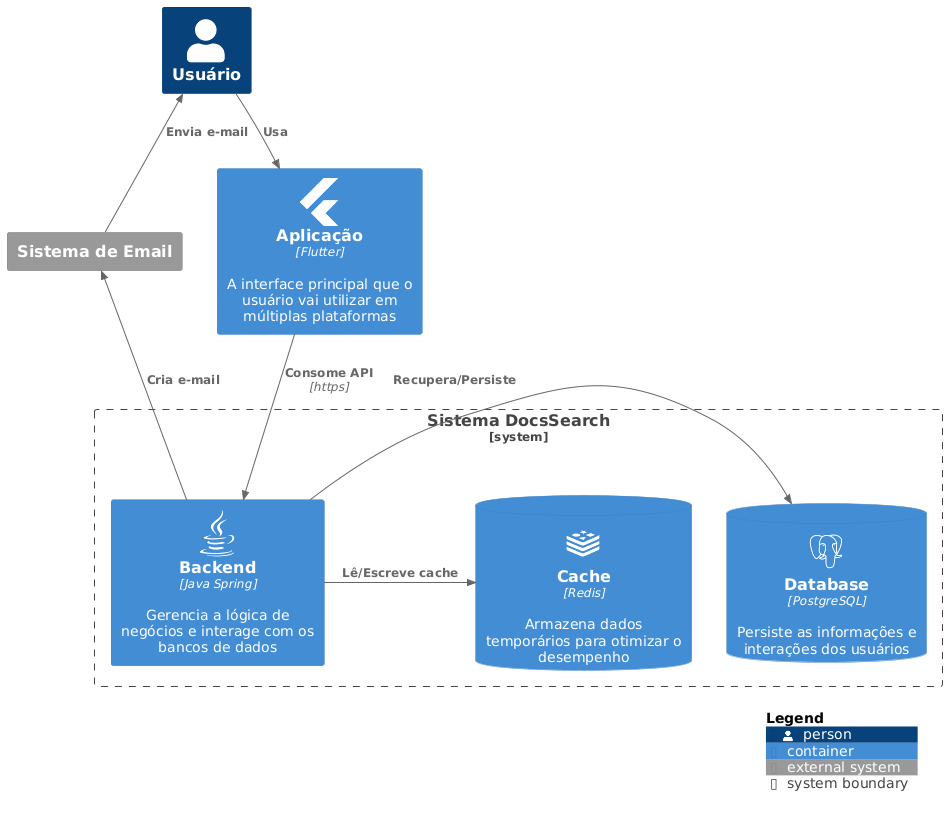 Usuário
Envia e-mail
Usa
Sistema de Email
Aplicação
[Flutter]
A interface principal que o
usuário vai utilizar em
múltiplas plataformas
Cria e-mail
Consome API
[https]
Recupera/Persiste
Sistema DocsSearch
[system]
Backend
[Java Spring]
Gerencia a lógica de
negócios e interage com os
bancos de dados
Lê/Escreve cache
Cache
[Redis]
Armazena dados
temporários para otimizar o
desempenho
Database
[PostgreSQL]
Persiste as informações e
interações dos usuários
Legend
person
container
external system
system boundary